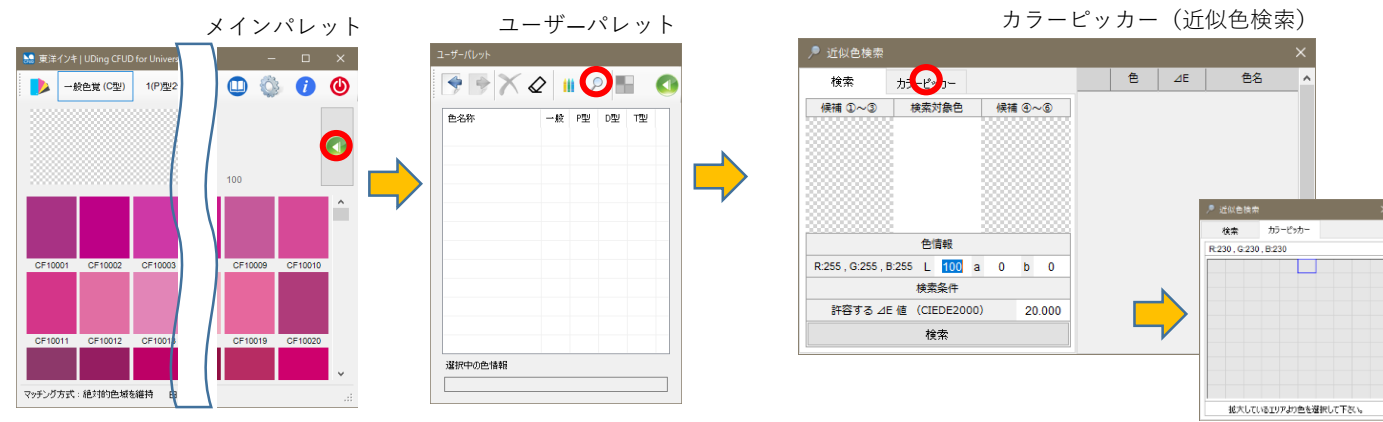 メインパレット
東洋インキ | UDing CFUD for Univers
一般色覚 (C型)
1(P)型2
100
CF10001 CF10002 CF10003 CF10009 CF10010
CF10011 CF10012 CF10013 CF10019 CF10020
マッチング方式 : 絶対的色域を維持
ユーザーパレット
ユーザーパレット
色名称 一般 P型 D型 T型
選択中の色情報
カラーピッカー（近似色検索）
近似色検索
検索 カラーピッカー
色 ⊿E 色名
候補 ①～③ 検索対象色 候補 ④～⑥
色情報
R:255 , G:255 , B:255 L 100 a 0 b 0
検索条件
許容する ⊿E 値 （CIEDE2000） 20.000
検索
近似色検索
検索 カラーピッカー
R:230 , G:230 , B:230
拡大しているエリアより色を選択して下さい。